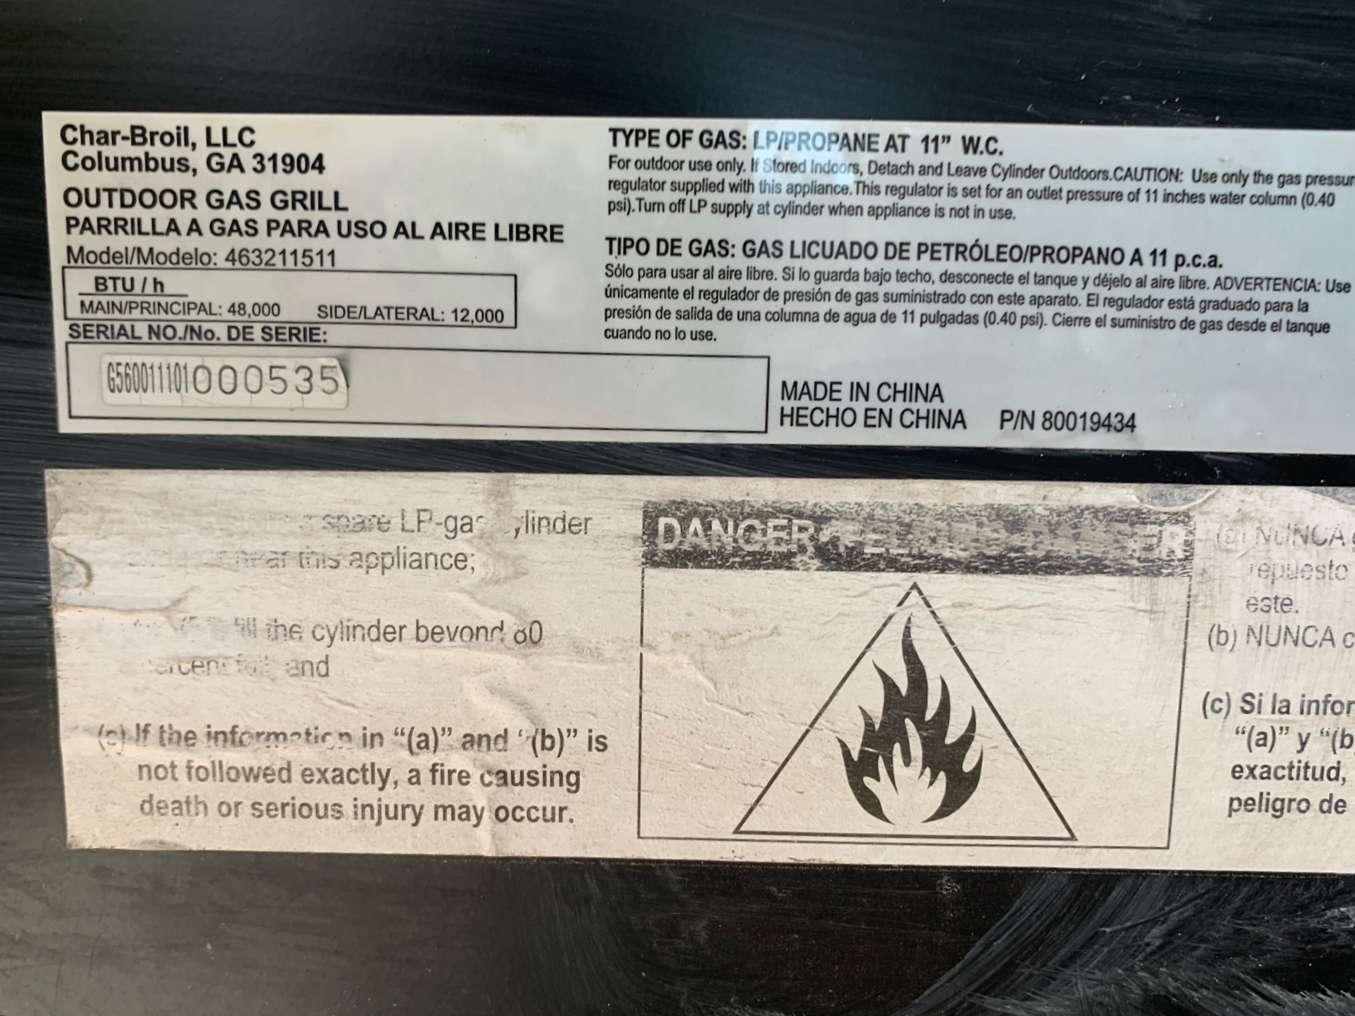 Char-Broil, LLC
Columbus, GA 31904
OUTDOOR GAS GRILL
PARRILLA A GAS PARA USO AL AIRE LIBRE
Model/Modelo: 463211511
BTU / h
MAIN/PRINCIPAL: 48,000 SIDE/LATERAL: 12,000
SERIAL NO./No. DE SERIE:
G560011101000535
TYPE OF GAS: LP/PROPANE AT 11” W.C.
For outdoor use only. If Stored Indoors, Detach and Leave Cylinder Outdoors.CAUTION: Use only the gas pressur
regulator supplied with this appliance.This regulator is set for an outlet pressure of 11 inches water column (0.40
psi).Turn off LP supply at cylinder when appliance is not in use.
TIPO DE GAS: GAS LICUADO DE PETRÓLEO/PROPANO A 11 p.c.a.
Sólo para usar al aire libre. Si lo guarda bajo techo, desconecte el tanque y déjelo al aire libre. ADVERTENCIA: Use
únicamente el regulador de presión de gas suministrado con este aparato. El regulador está graduado para la
presión de salida de una columna de agua de 11 pulgadas (0.40 psi). Cierre el suministro de gas desde el tanque
cuando no lo use.
MADE IN CHINA
HECHO EN CHINA P/N 80019434
spare LP-gas ylinder
near this appliance;
fill the cylinder beyond 80
percent full; and
(c) If the information in “(a)” and “(b)” is
not followed exactly, a fire causing
death or serious injury may occur.
DANGER
(a) NUNCA
repuesto
este.
(b) NUNCA c
(c) Si la infor
“(a)” y “(b
exactitud,
peligro de